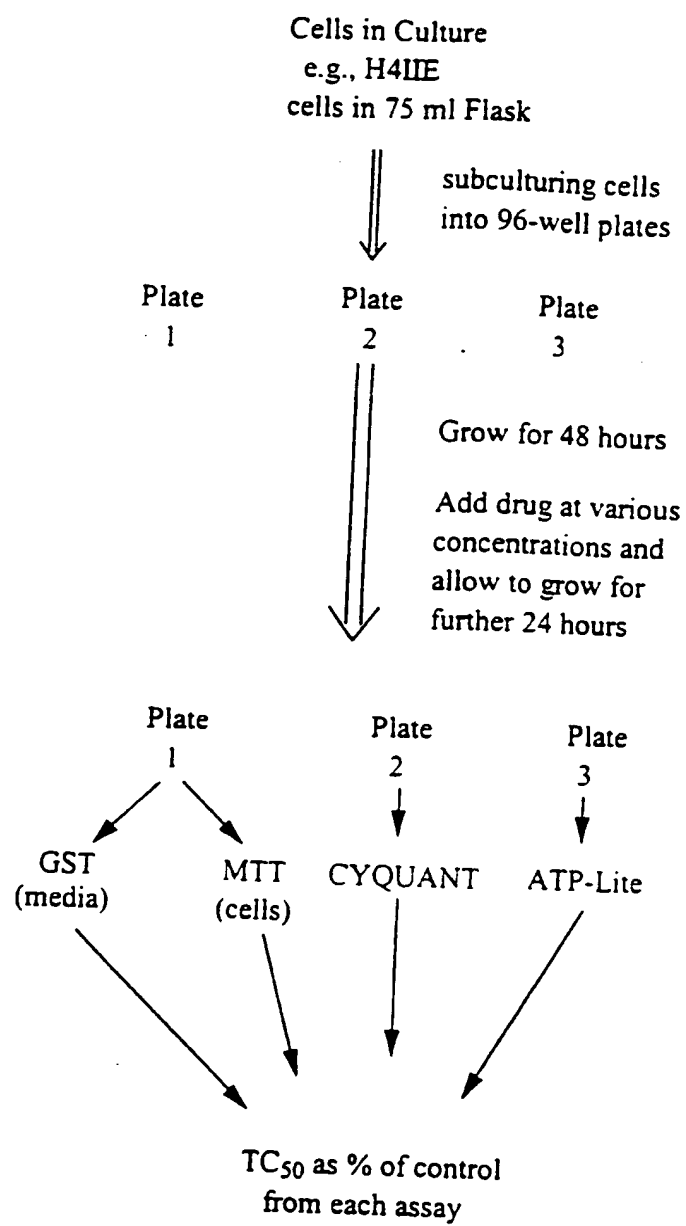 Cells in Culture
e.g., H4IIE
cells in 75 ml Flask
subculturing cells
into 96-well plates
Plate
1
Plate
2
Plate
3
Grow for 48 hours
Add drug at various
concentrations and
allow to grow for
further 24 hours
Plate
1
Plate
2
Plate
3
GST
(media)
MTT
(cells)
CYQUANT
ATP-Lite
TC50 as % of control
from each assay